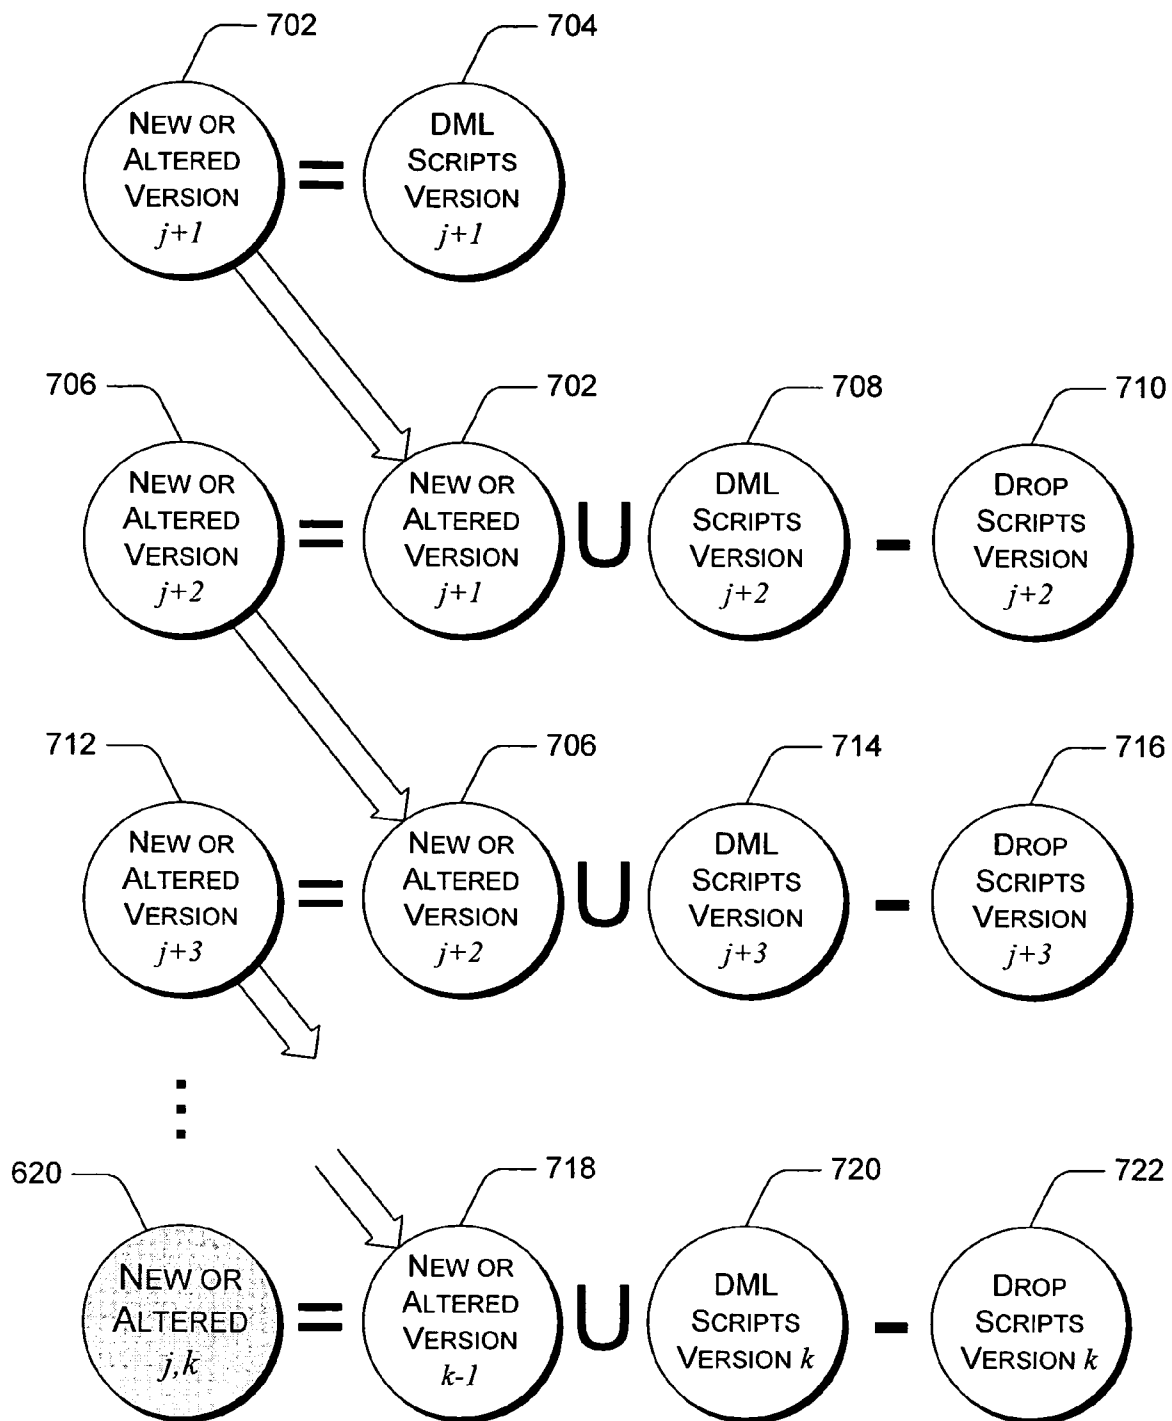 702
704
NEW OR
ALTERED
VERSION
j+1
=
DML
SCRIPTS
VERSION
j+1
706
702
708
710
NEW OR
ALTERED
VERSION
j+2
=
NEW OR
ALTERED
VERSION
j+1
U
DML
SCRIPTS
VERSION
j+2
-
DROP
SCRIPTS
VERSION
j+2
712
706
714
716
NEW OR
ALTERED
VERSION
j+3
=
NEW OR
ALTERED
VERSION
j+2
U
DML
SCRIPTS
VERSION
j+3
-
DROP
SCRIPTS
VERSION
j+3
620
718
720
722
NEW OR
ALTERED
j,k
=
NEW OR
ALTERED
VERSION
k-1
U
DML
SCRIPTS
VERSION k
-
DROP
SCRIPTS
VERSION k